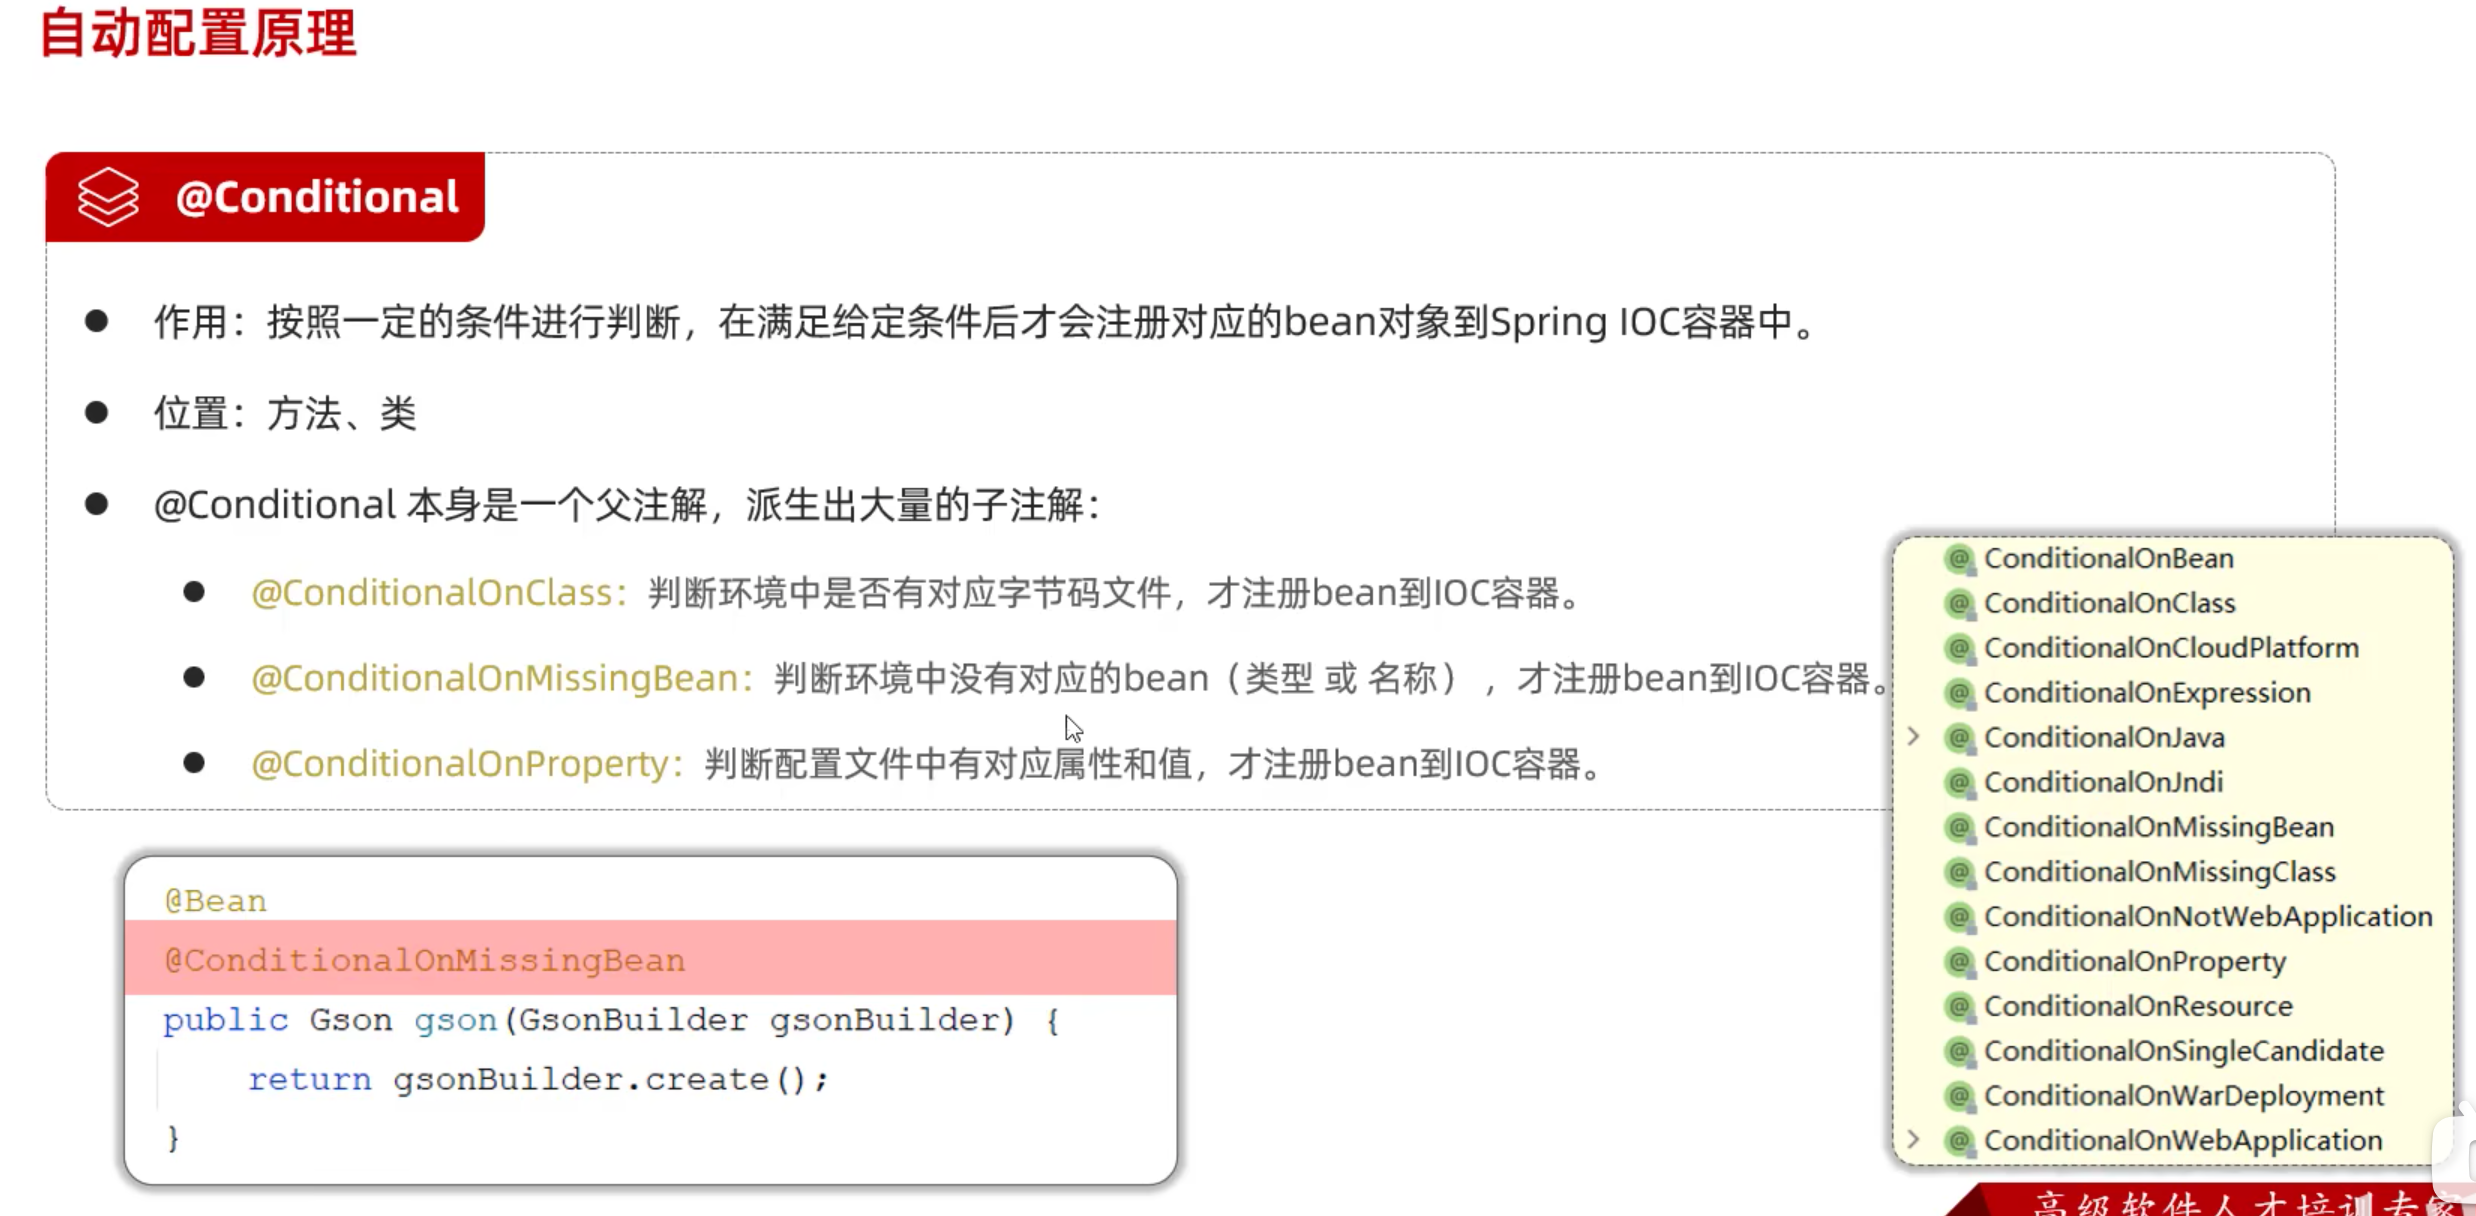 自动配置原理
@Conditional
作用：按照一定的条件进行判断，在满足给定条件后才会注册对应的bean对象到Spring IOC容器中。
位置：方法、类
@Conditional 本身是一个父注解，派生出大量的子注解：
@ConditionalOnClass：判断环境中是否有对应字节码文件，才注册bean到IOC容器。
@ConditionalOnMissingBean：判断环境中没有对应的bean（类型 或 名称） ，才注册bean到IOC容器。
@ConditionalOnProperty：判断配置文件中有对应属性和值，才注册bean到IOC容器。
@Bean
@ConditionalOnMissingBean
public Gson gson(GsonBuilder gsonBuilder) {
    return gsonBuilder.create();
}
ConditionalOnBean
ConditionalOnClass
ConditionalOnCloudPlatform
ConditionalOnExpression
ConditionalOnJava
ConditionalOnJndi
ConditionalOnMissingBean
ConditionalOnMissingClass
ConditionalOnNotWebApplication
ConditionalOnProperty
ConditionalOnResource
ConditionalOnSingleCandidate
ConditionalOnWarDeployment
ConditionalOnWebApplication
高级软件人才培训专家